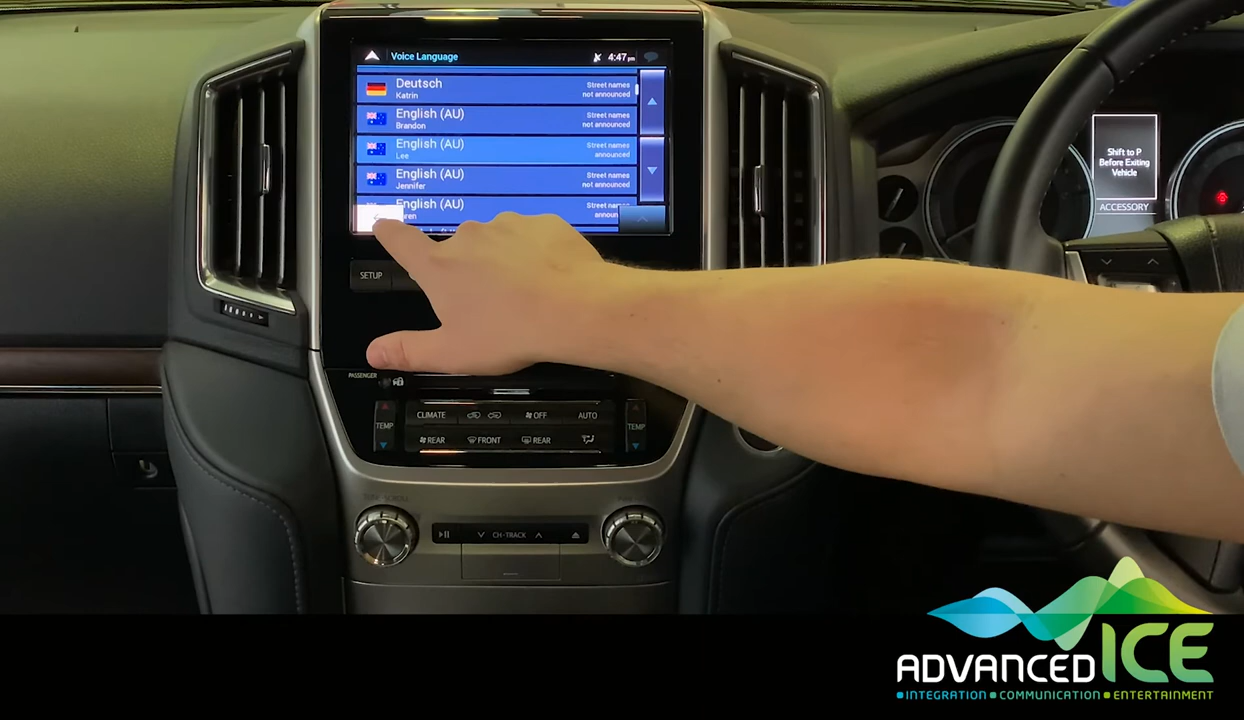 Voice Language
4:47 pm
Deutsch
Katrin
Street names
not announced
English (AU)
Brandon
Street names
not announced
English (AU)
Lee
Street names
announced
English (AU)
Jennifer
Street names
not announced
English (AU)
Street
SETUP
PASSENGER
TEMP
CLIMATE
OFF
AUTO
TEMP
REAR
FRONT
REAR
CH-TRACK
Shift to P
Before Exiting
Vehicle
ACCESSORY
ADVANCED ICE
INTEGRATION COMMUNICATION ENTERTAINMENT